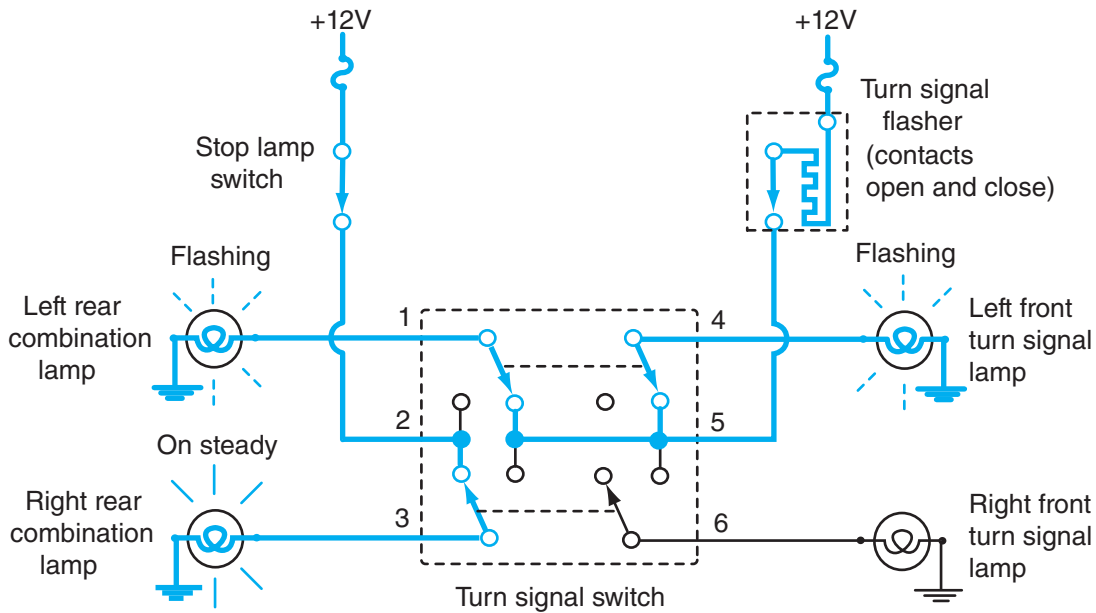 +12V
+12V
Turn signal
flasher
(contacts
open and close)
Stop lamp
switch
Flashing
Flashing
Left rear
combination
lamp
1
4
Left front
turn signal
lamp
2
5
On steady
Right rear
combination
lamp
3
6
Right front
turn signal
lamp
Turn signal switch